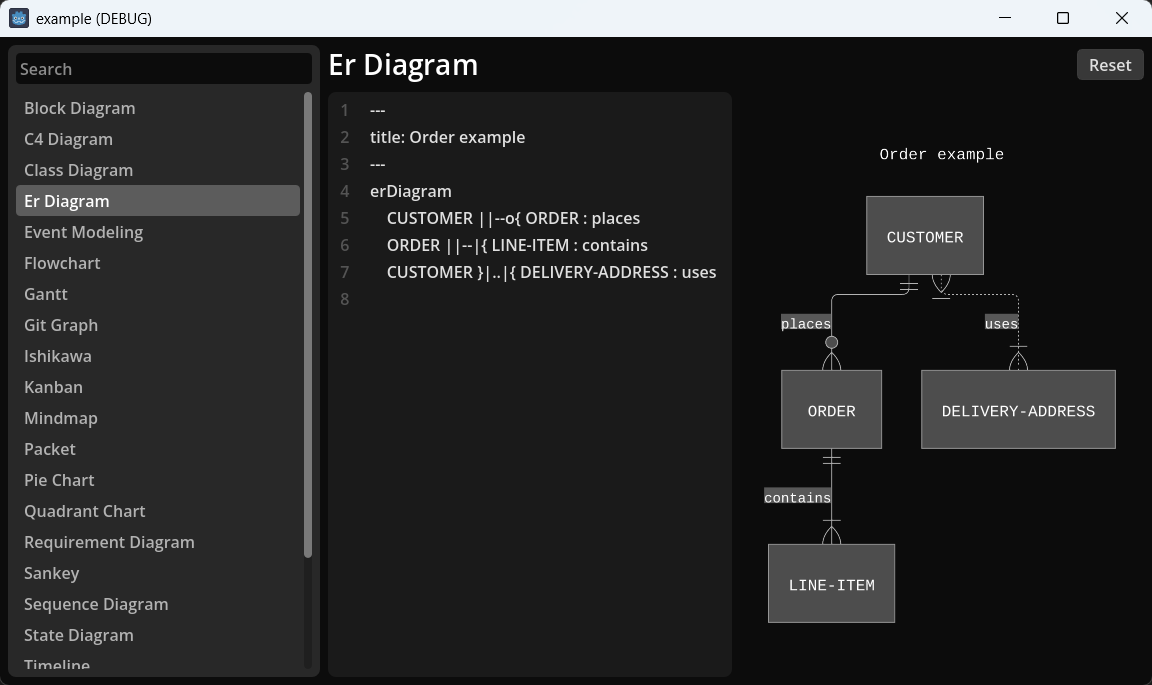 example (DEBUG)
Search
Block Diagram
C4 Diagram
Class Diagram
Er Diagram
Event Modeling
Flowchart
Gantt
Git Graph
Ishikawa
Kanban
Mindmap
Packet
Pie Chart
Quadrant Chart
Requirement Diagram
Sankey
Sequence Diagram
State Diagram
Timeline
Er Diagram
Reset
1 ---
2 title: Order example
3 ---
4 erDiagram
5 CUSTOMER ||--o{ ORDER : places
6 ORDER ||--|{ LINE-ITEM : contains
7 CUSTOMER }|..|{ DELIVERY-ADDRESS : uses
8
Order example
CUSTOMER
places
uses
ORDER
DELIVERY-ADDRESS
contains
LINE-ITEM